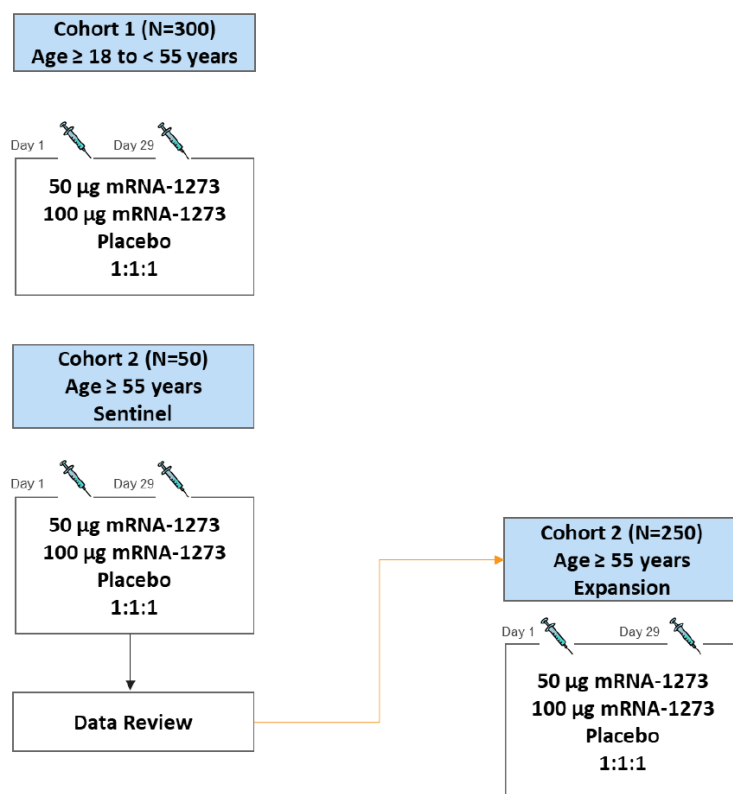 Cohort 1 (N=300)
Age ≥ 18 to < 55 years
Day 1
Day 29
50 µg mRNA-1273
100 µg mRNA-1273
Placebo
1:1:1
Cohort 2 (N=50)
Age ≥ 55 years
Sentinel
Day 1
Day 29
50 µg mRNA-1273
100 µg mRNA-1273
Placebo
1:1:1
Data Review
Cohort 2 (N=250)
Age ≥ 55 years
Expansion
Day 1
Day 29
50 µg mRNA-1273
100 µg mRNA-1273
Placebo
1:1:1